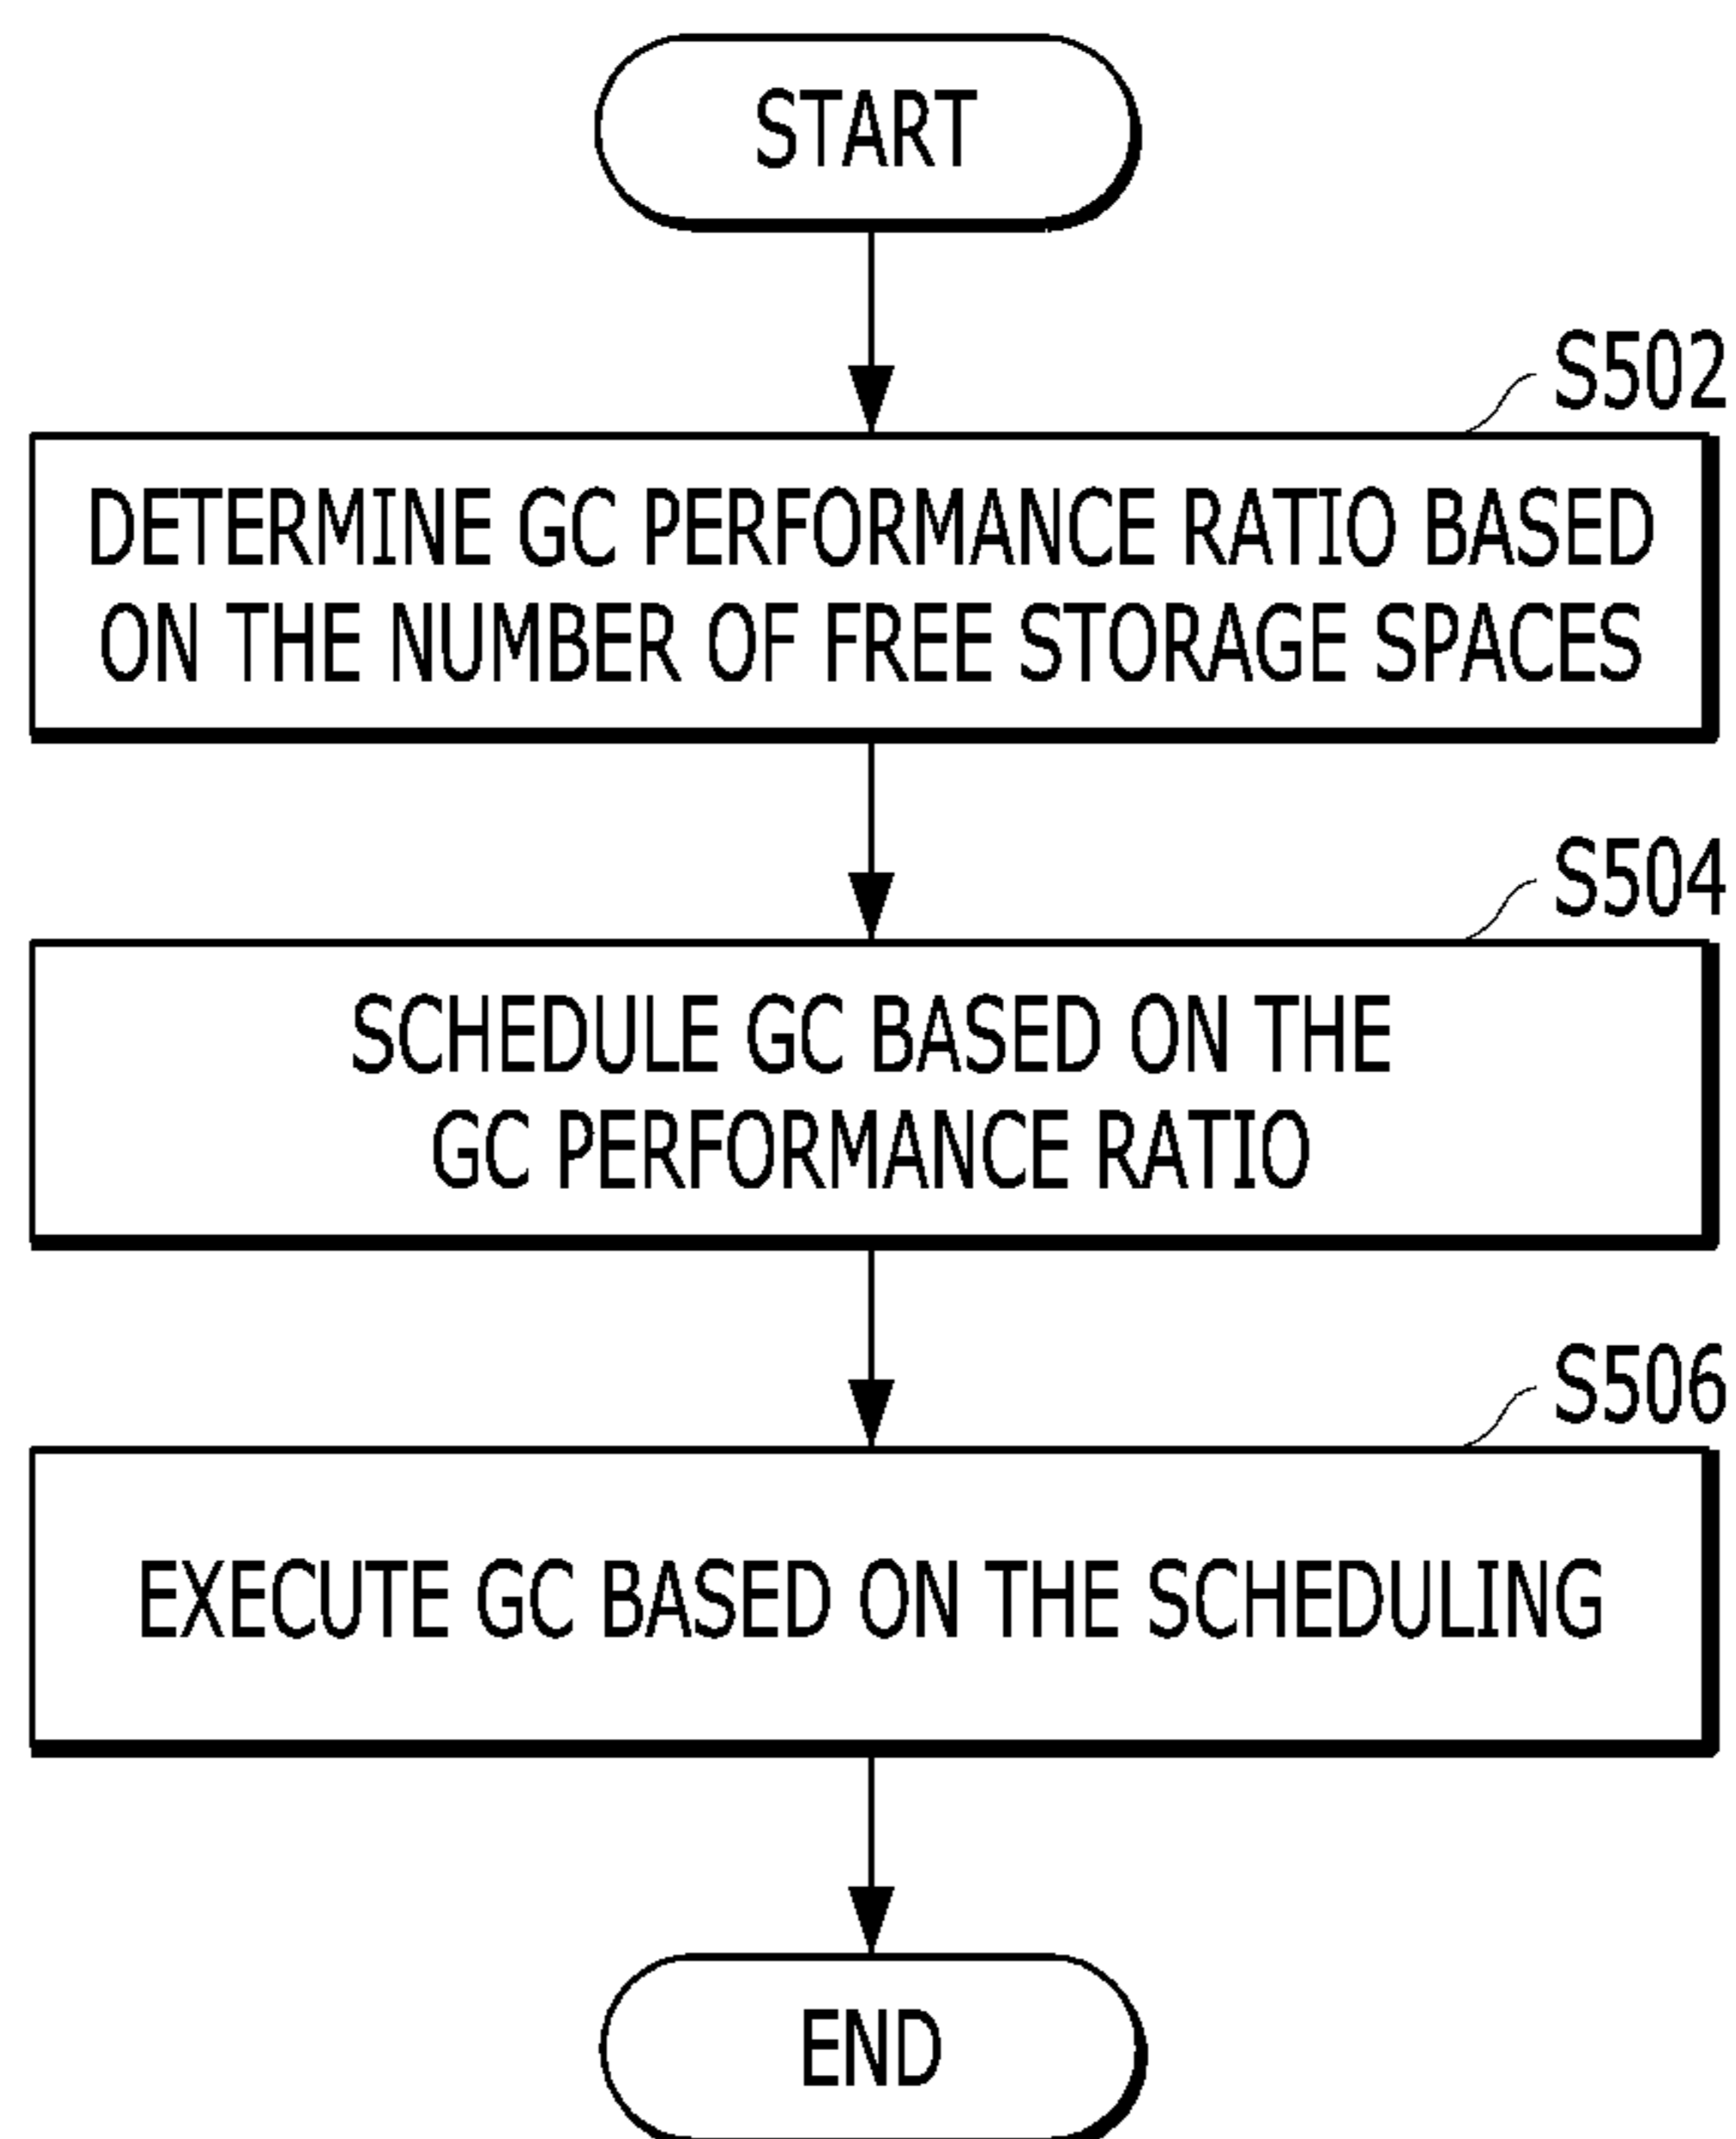 START
S502
DETERMINE GC PERFORMANCE RATIO BASED
ON THE NUMBER OF FREE STORAGE SPACES
S504
SCHEDULE GC BASED ON THE
GC PERFORMANCE RATIO
S506
EXECUTE GC BASED ON THE SCHEDULING
END